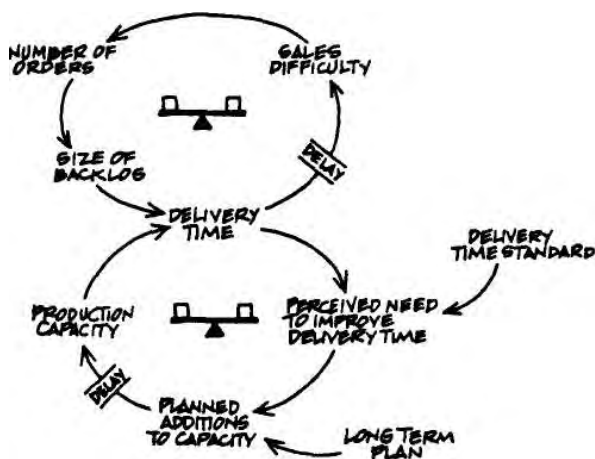 NUMBER OF
ORDERS
SALES
DIFFICULTY
SIZE OF
BACKLOG
DELAY
DELIVERY
TIME
DELIVERY
TIME STANDARD
PRODUCTION
CAPACITY
PERCEIVED NEED
TO IMPROVE
DELIVERY TIME
DELAY
PLANNED
ADDITIONS
TO CAPACITY
LONG TERM
PLAN